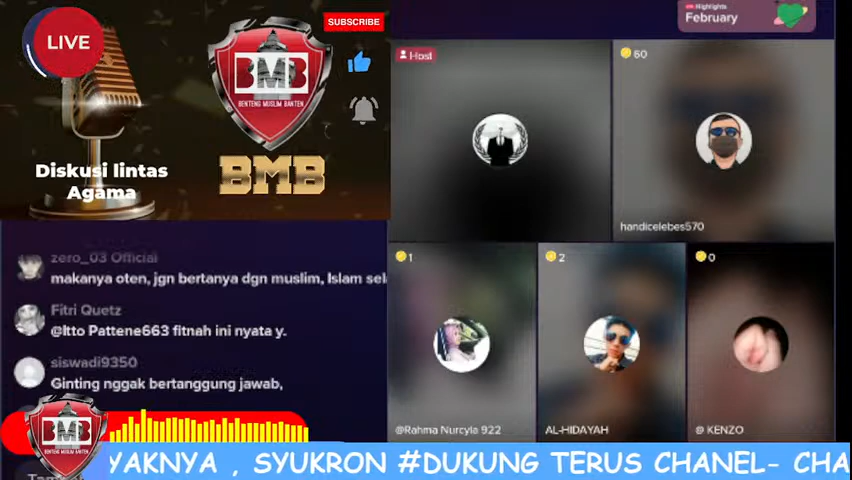 LIVE
SUBSCRIBE
BMB
BENTENG MUSLIM BANTEN
BMB
Diskusi lintas
Agama
Highlights
February
Host
60
handicelebes570
zero_03 Official
makanya oten, jgn bertanya dgn muslim, Islam sel
Fitri Quetz
@Itto Pattene663 fitnah ini nyata y.
siswadi9350
Ginting nggak bertanggung jawab,
1
@Rahma Nurcyla 922
2
AL-HIDAYAH
0
@ KENZO
BMB
YAKNYA , SYUKRON #DUKUNG TERUS CHANEL- CHA